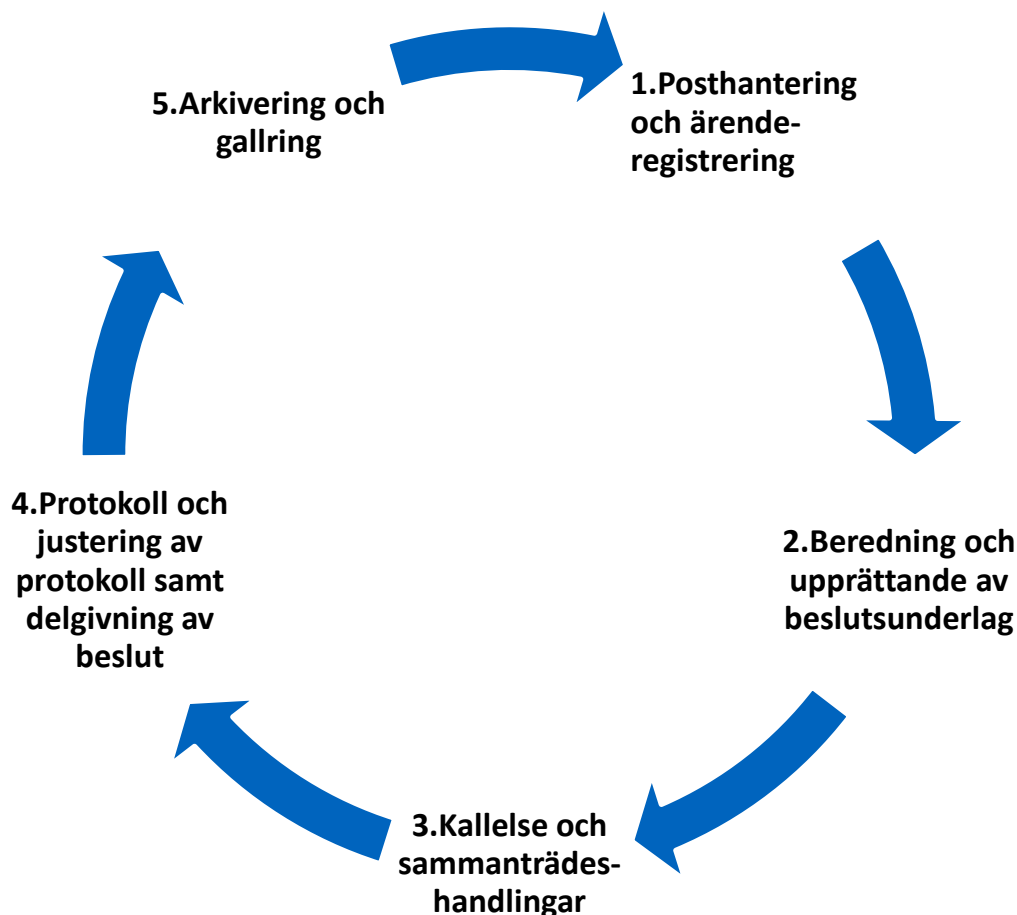 1.Posthantering
och ärende-
registrering
2.Beredning och
upprättande av
beslutsunderlag
3.Kallelse och
sammanträdes-
handlingar
4.Protokoll och
justering av
protokoll samt
delgivning av
beslut
5.Arkivering och
gallring